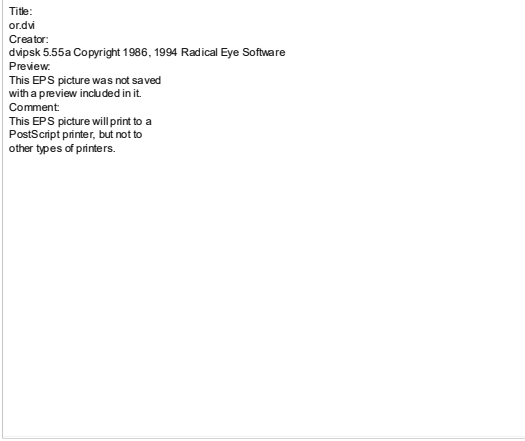 Title:
or.dvi
Creator:
dvipsk 5.55a Copyright 1986, 1994 Radical Eye Software
Preview:
This EPS picture was not saved
with a preview included in it.
Comment:
This EPS picture will print to a
PostScript printer, but not to
other types of printers.